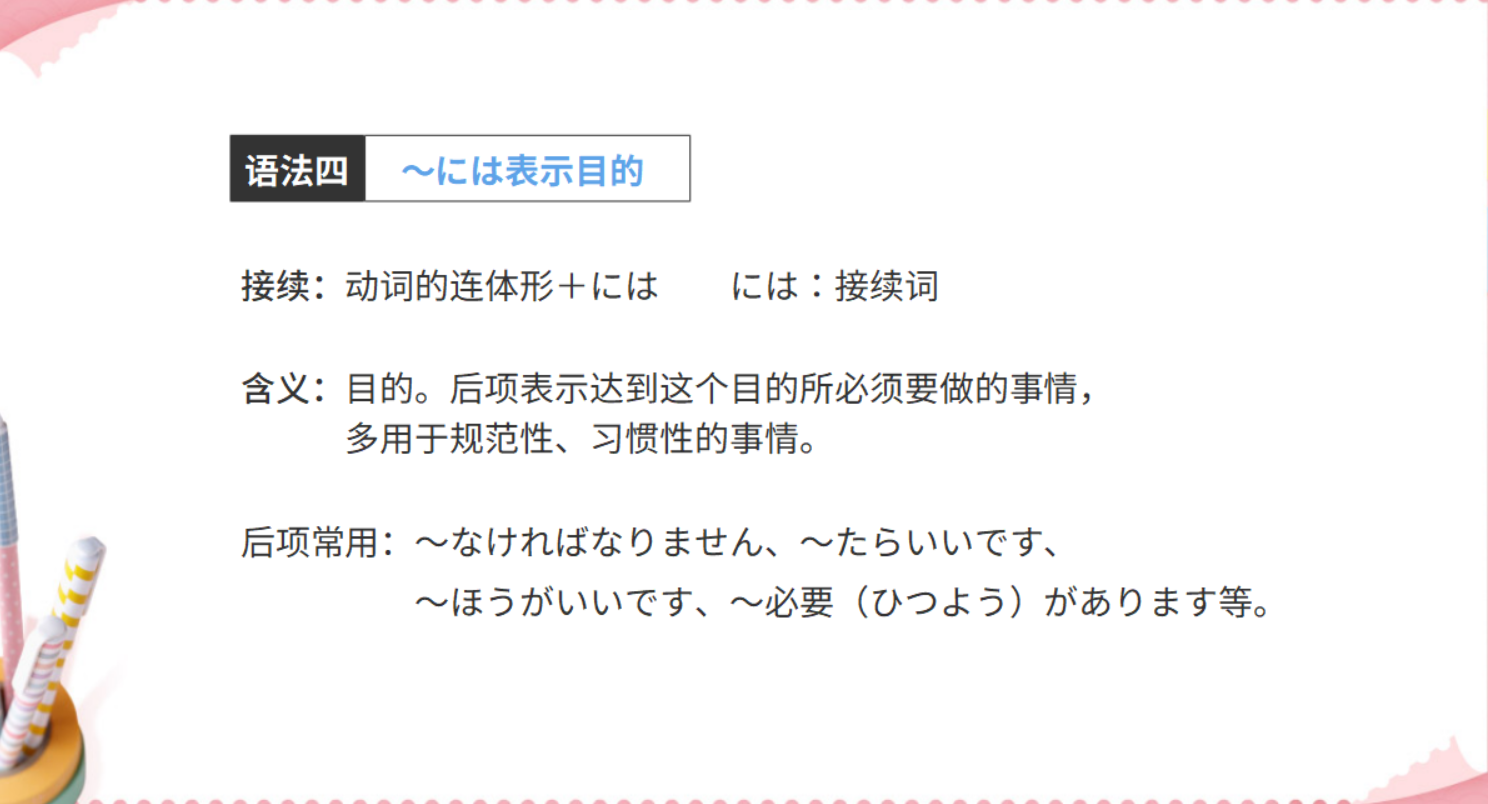 语法四 ～には表示目的
接续：动词的连体形＋には　　には：接续词
含义：目的。后项表示达到这个目的所必须要做的事情，
多用于规范性、习惯性的事情。
后项常用：～なければなりません、～たらいいです、
～ほうがいいです、～必要（ひつよう）があります等。